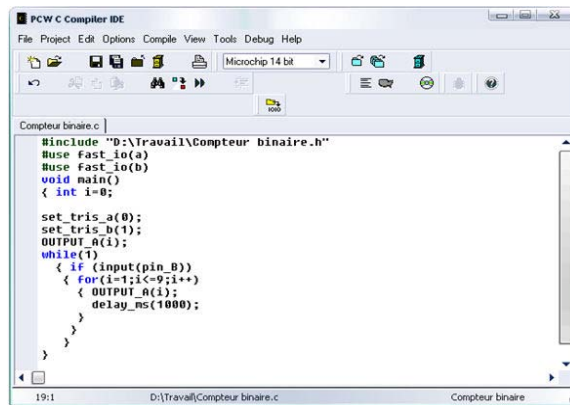 PCW C Compiler IDE
File Project Edit Options Compile View Tools Debug Help
Microchip 14 bit
Compteur binaire.c
#include "D:\Travail\Compteur binaire.h"
#use fast_io(a)
#use fast_io(b)
void main()
{ int i=0;
set_tris_a(0);
set_tris_b(1);
OUTPUT_A(i);
while(1)
{ if (input(pin_B))
{ for(i=1;i<=9;i++)
{ OUTPUT_A(i);
delay_ms(1000);
}
}
}
}
19:1 D:\Travail\Compteur binaire.c Compteur binaire